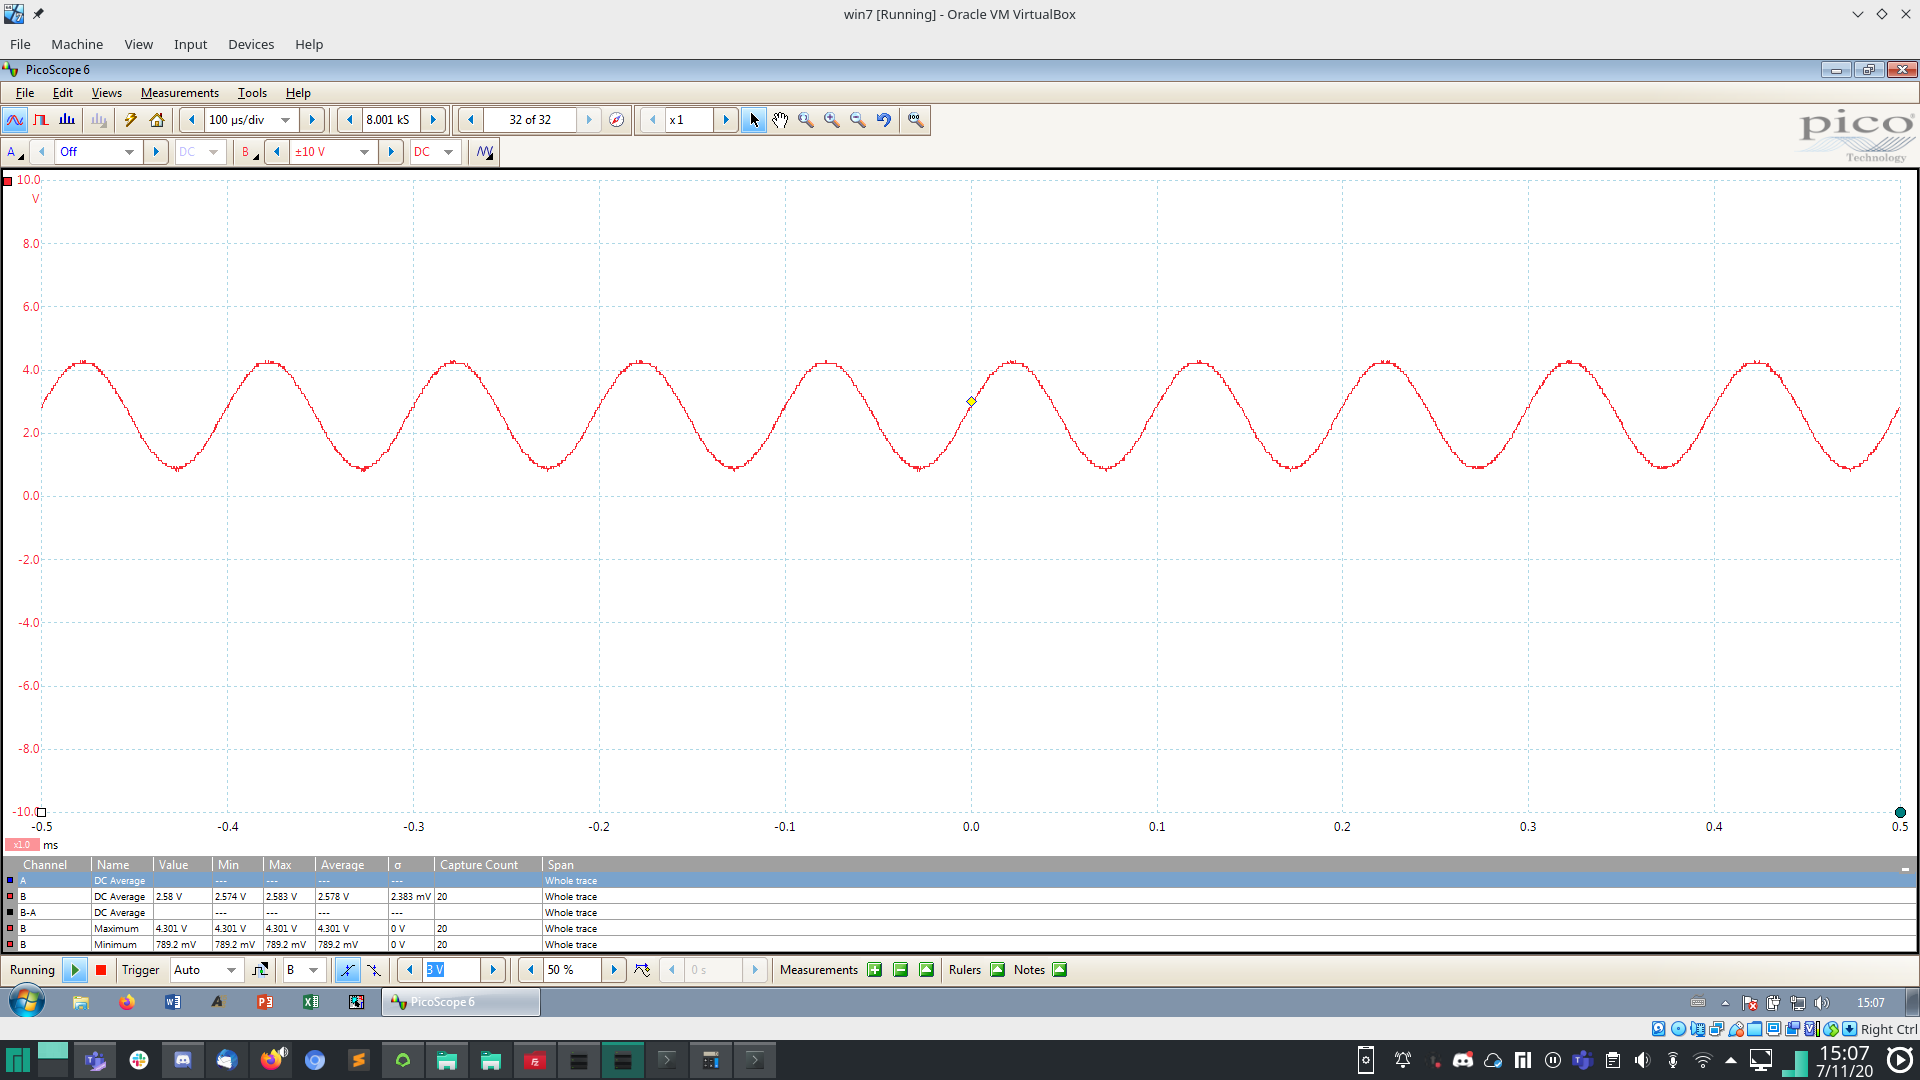 win7 [Running] - Oracle VM VirtualBox
File Machine View Input Devices Help
PicoScope 6
File Edit Views Measurements Tools Help
100 µs/div 8.001 kS 32 of 32 x 1
A Off DC B ±10 V DC
pico
Technology
10.0
V
8.0
6.0
4.0
2.0
0.0
-2.0
-4.0
-6.0
-8.0
-10.0
-0.5 -0.4 -0.3 -0.2 -0.1 0.0 0.1 0.2 0.3 0.4 0.5
x1.0 ms
Channel Name Value Min Max Average σ Capture Count Span
A DC Average --- --- --- --- Whole trace
B DC Average 2.58 V 2.574 V 2.583 V 2.578 V 2.383 mV 20 Whole trace
B-A DC Average --- --- --- --- Whole trace
B Maximum 4.301 V 4.301 V 4.301 V 4.301 V 0 V 20 Whole trace
B Minimum 789.2 mV 789.2 mV 789.2 mV 789.2 mV 0 V 20 Whole trace
Running Trigger Auto B 3 V 50 % 0 s Measurements Rulers Notes
PicoScope 6 15:07
Right Ctrl
15:07
7/11/20